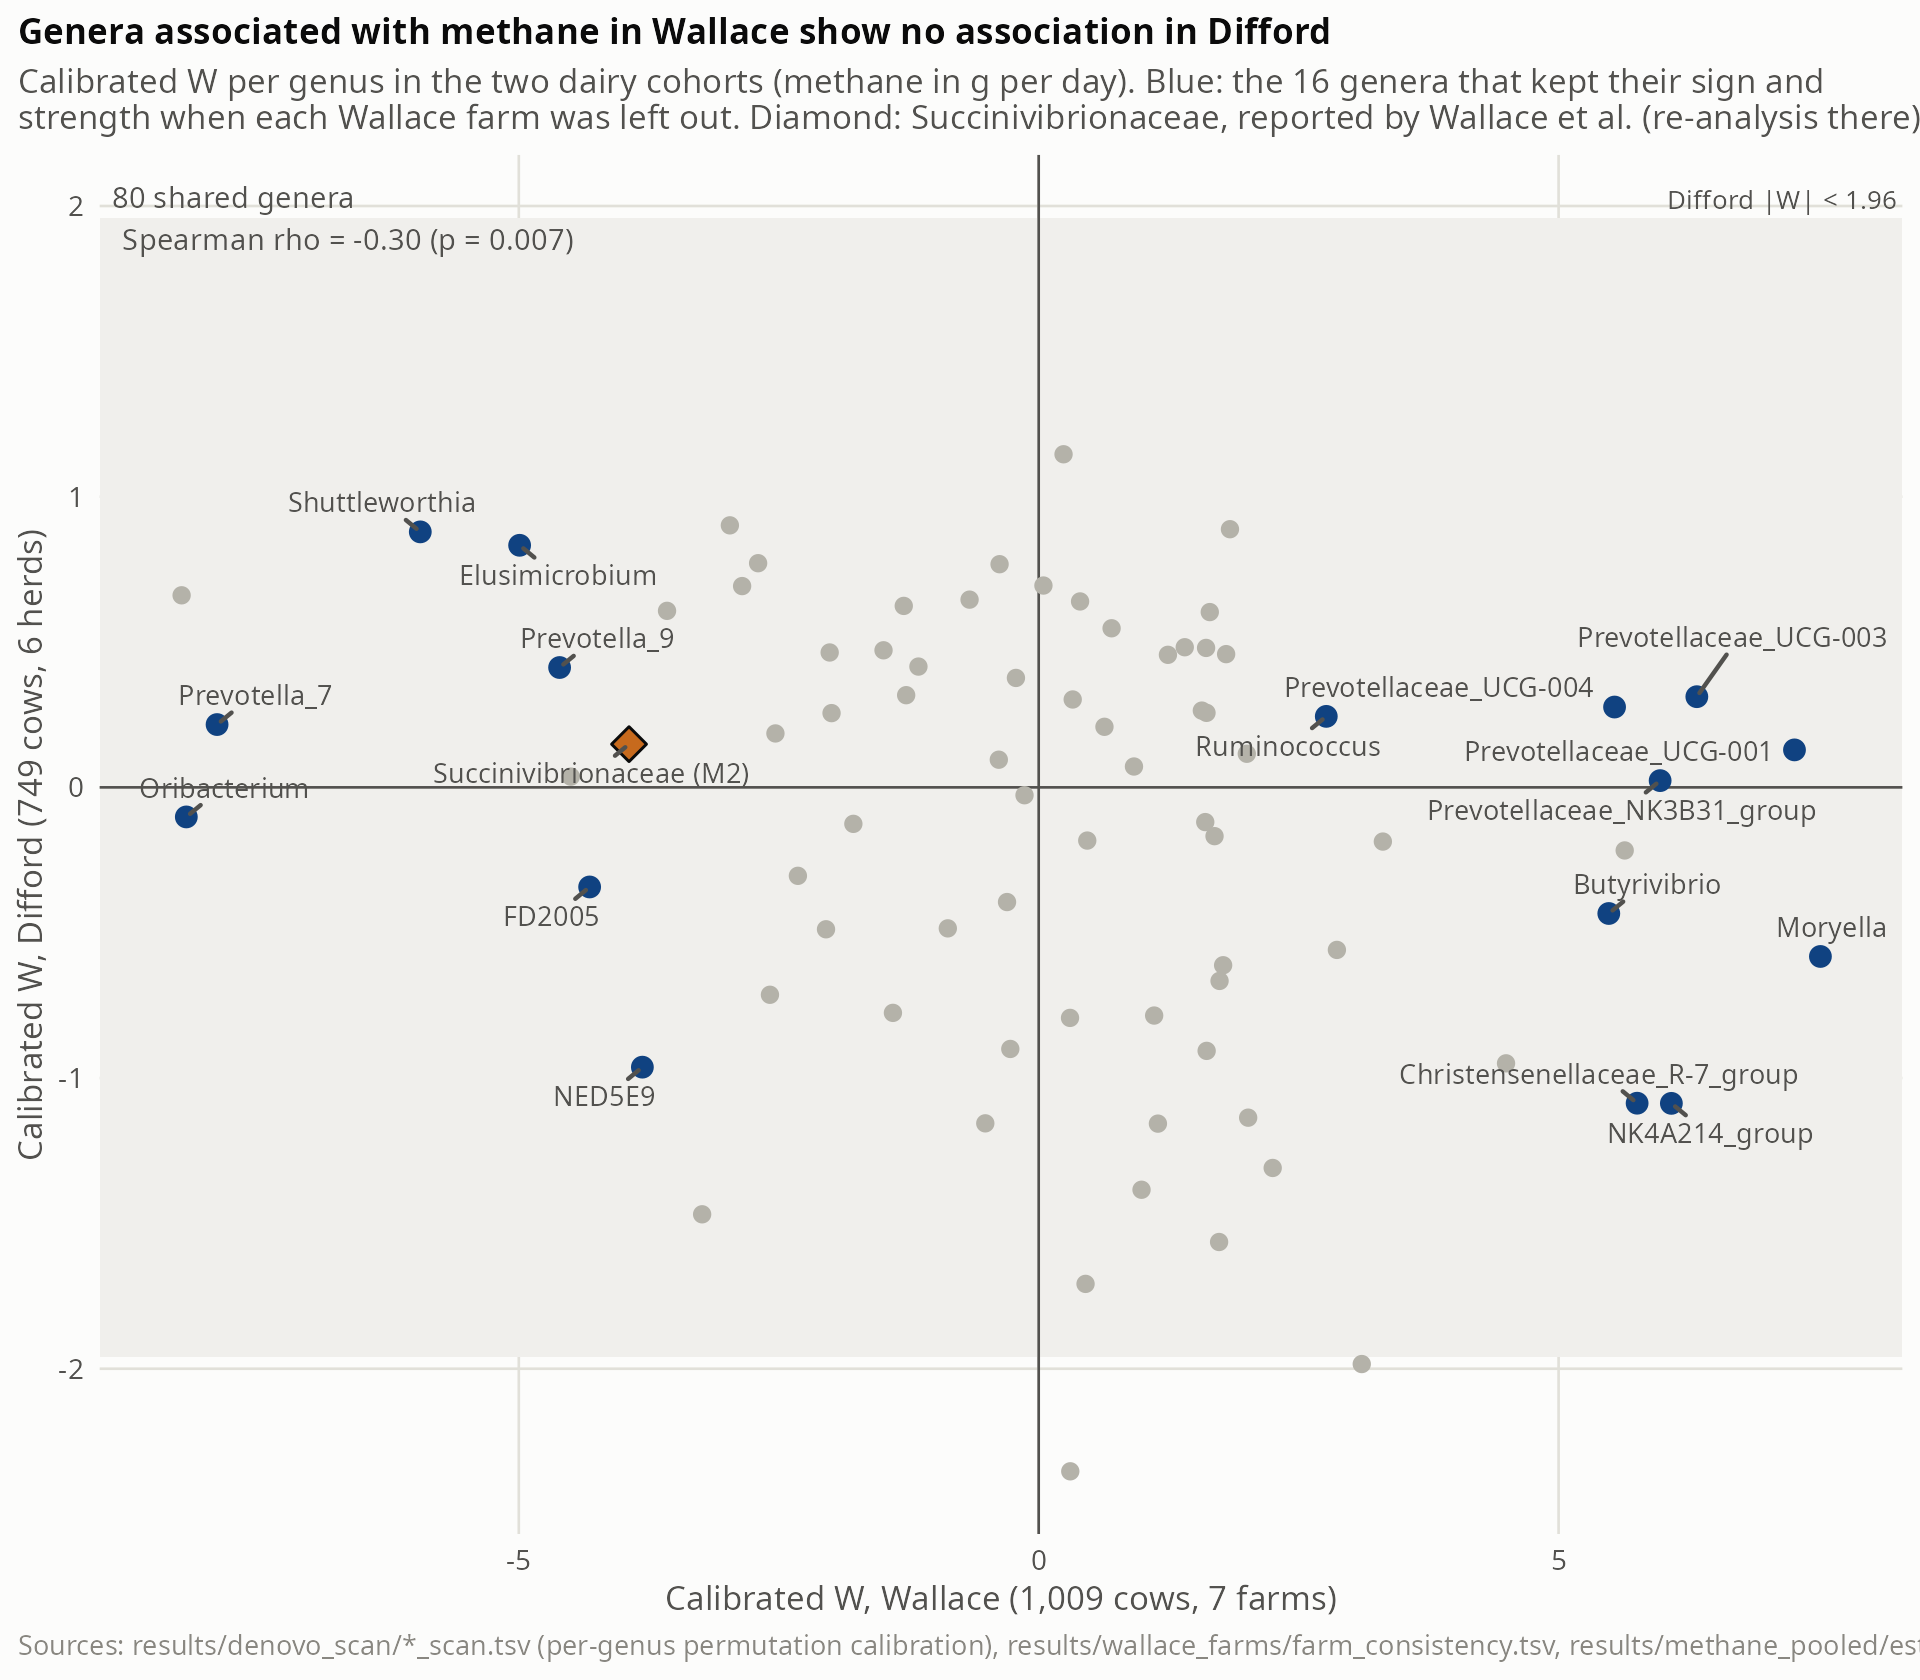 Genera associated with methane in Wallace show no association in Difford
Calibrated W per genus in the two dairy cohorts (methane in g per day). Blue: the 16 genera that kept their sign and
strength when each Wallace farm was left out. Diamond: Succinivibrionaceae, reported by Wallace et al. (re-analysis there)
80 shared genera
Difford |W| < 1.96
2
Spearman rho = -0.30 (p = 0.007)
1
Shuttleworthia
Elusimicrobium
Prevotella_9
Prevotellaceae_UCG-003
Prevotella_7
Prevotellaceae_UCG-004
Ruminococcus
Prevotellaceae_UCG-001
Succinivibrionaceae (M2)
0
Oribacterium
Prevotellaceae_NK3B31_group
Butyrivibrio
FD2005
Moryella
-1
Christensenellaceae_R-7_group
NED5E9
NK4A214_group
-2
Calibrated W, Difford (749 cows, 6 herds)
-5
0
5
Calibrated W, Wallace (1,009 cows, 7 farms)
Sources: results/denovo_scan/*_scan.tsv (per-genus permutation calibration), results/wallace_farms/farm_consistency.tsv,